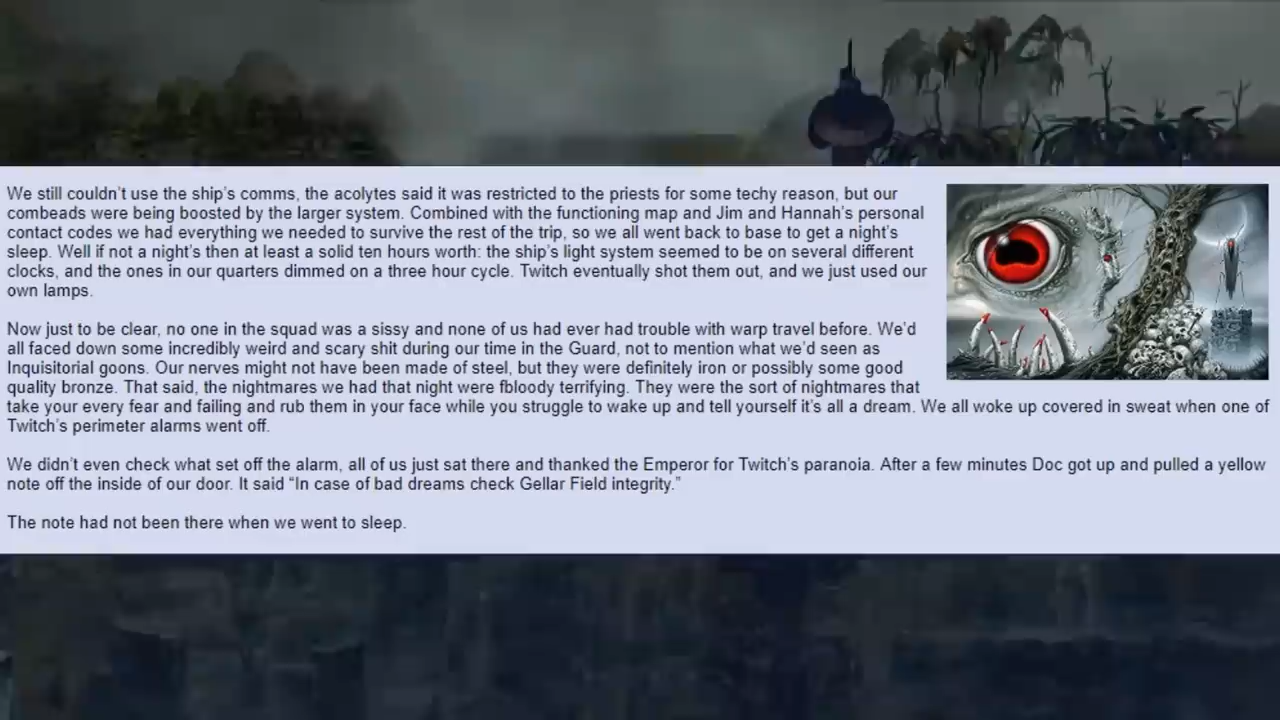 We still couldn't use the ship's comms, the acolytes said it was restricted to the priests for some techy reason, but our
combeads were being boosted by the larger system. Combined with the functioning map and Jim and Hannah's personal
contact codes we had everything we needed to survive the rest of the trip, so we all went back to base to get a night's
sleep. Well if not a night's then at least a solid ten hours worth: the ship's light system seemed to be on several different
clocks, and the ones in our quarters dimmed on a three hour cycle. Twitch eventually shot them out, and we just used our
own lamps.
Now just to be clear, no one in the squad was a sissy and none of us had ever had trouble with warp travel before. We'd
all faced down some incredibly weird and scary shit during our time in the Guard, not to mention what we'd seen as
Inquisitorial goons. Our nerves might not have been made of steel, but they were definitely iron or possibly some good
quality bronze. That said, the nightmares we had that night were fbloody terrifying. They were the sort of nightmares that
take your every fear and failing and rub them in your face while you struggle to wake up and tell yourself it's all a dream. We all woke up covered in sweat when one of
Twitch's perimeter alarms went off.
We didn't even check what set off the alarm, all of us just sat there and thanked the Emperor for Twitch's paranoia. After a few minutes Doc got up and pulled a yellow
note off the inside of our door. It said “In case of bad dreams check Gellar Field integrity.”
The note had not been there when we went to sleep.